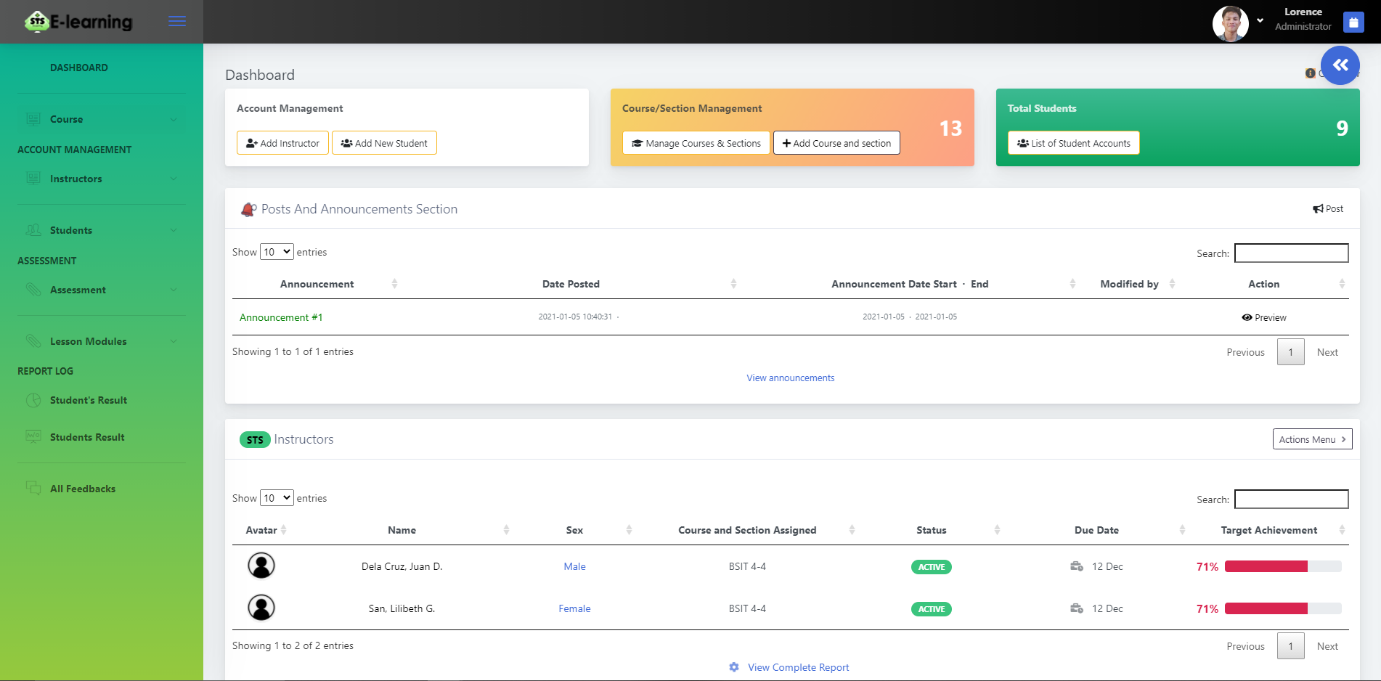 STS E-learning
Lorence
Administrator
DASHBOARD
Course
ACCOUNT MANAGEMENT
Instructors
Students
ASSESSMENT
Assessment
Lesson Modules
REPORT LOG
Student's Result
Students Result
All Feedbacks
Dashboard
Account Management
Add Instructor
Add New Student
Course/Section Management
13
Manage Courses & Sections
Add Course and section
Total Students
9
List of Student Accounts
Posts And Announcements Section
Post
Show 10 entries
Search:
Announcement Date Posted Announcement Date Start · End Modified by Action
Announcement #1 2021-01-05 10:40:31 - 2021-01-05 - 2021-01-05 Preview
Showing 1 to 1 of 1 entries
Previous 1 Next
View announcements
STS Instructors
Actions Menu
Show 10 entries
Search:
Avatar Name Sex Course and Section Assigned Status Due Date Target Achievement
Dela Cruz, Juan D. Male BSIT 4-4 ACTIVE 12 Dec 71%
San, Lilibeth G. Female BSIT 4-4 ACTIVE 12 Dec 71%
Showing 1 to 2 of 2 entries
Previous 1 Next
View Complete Report